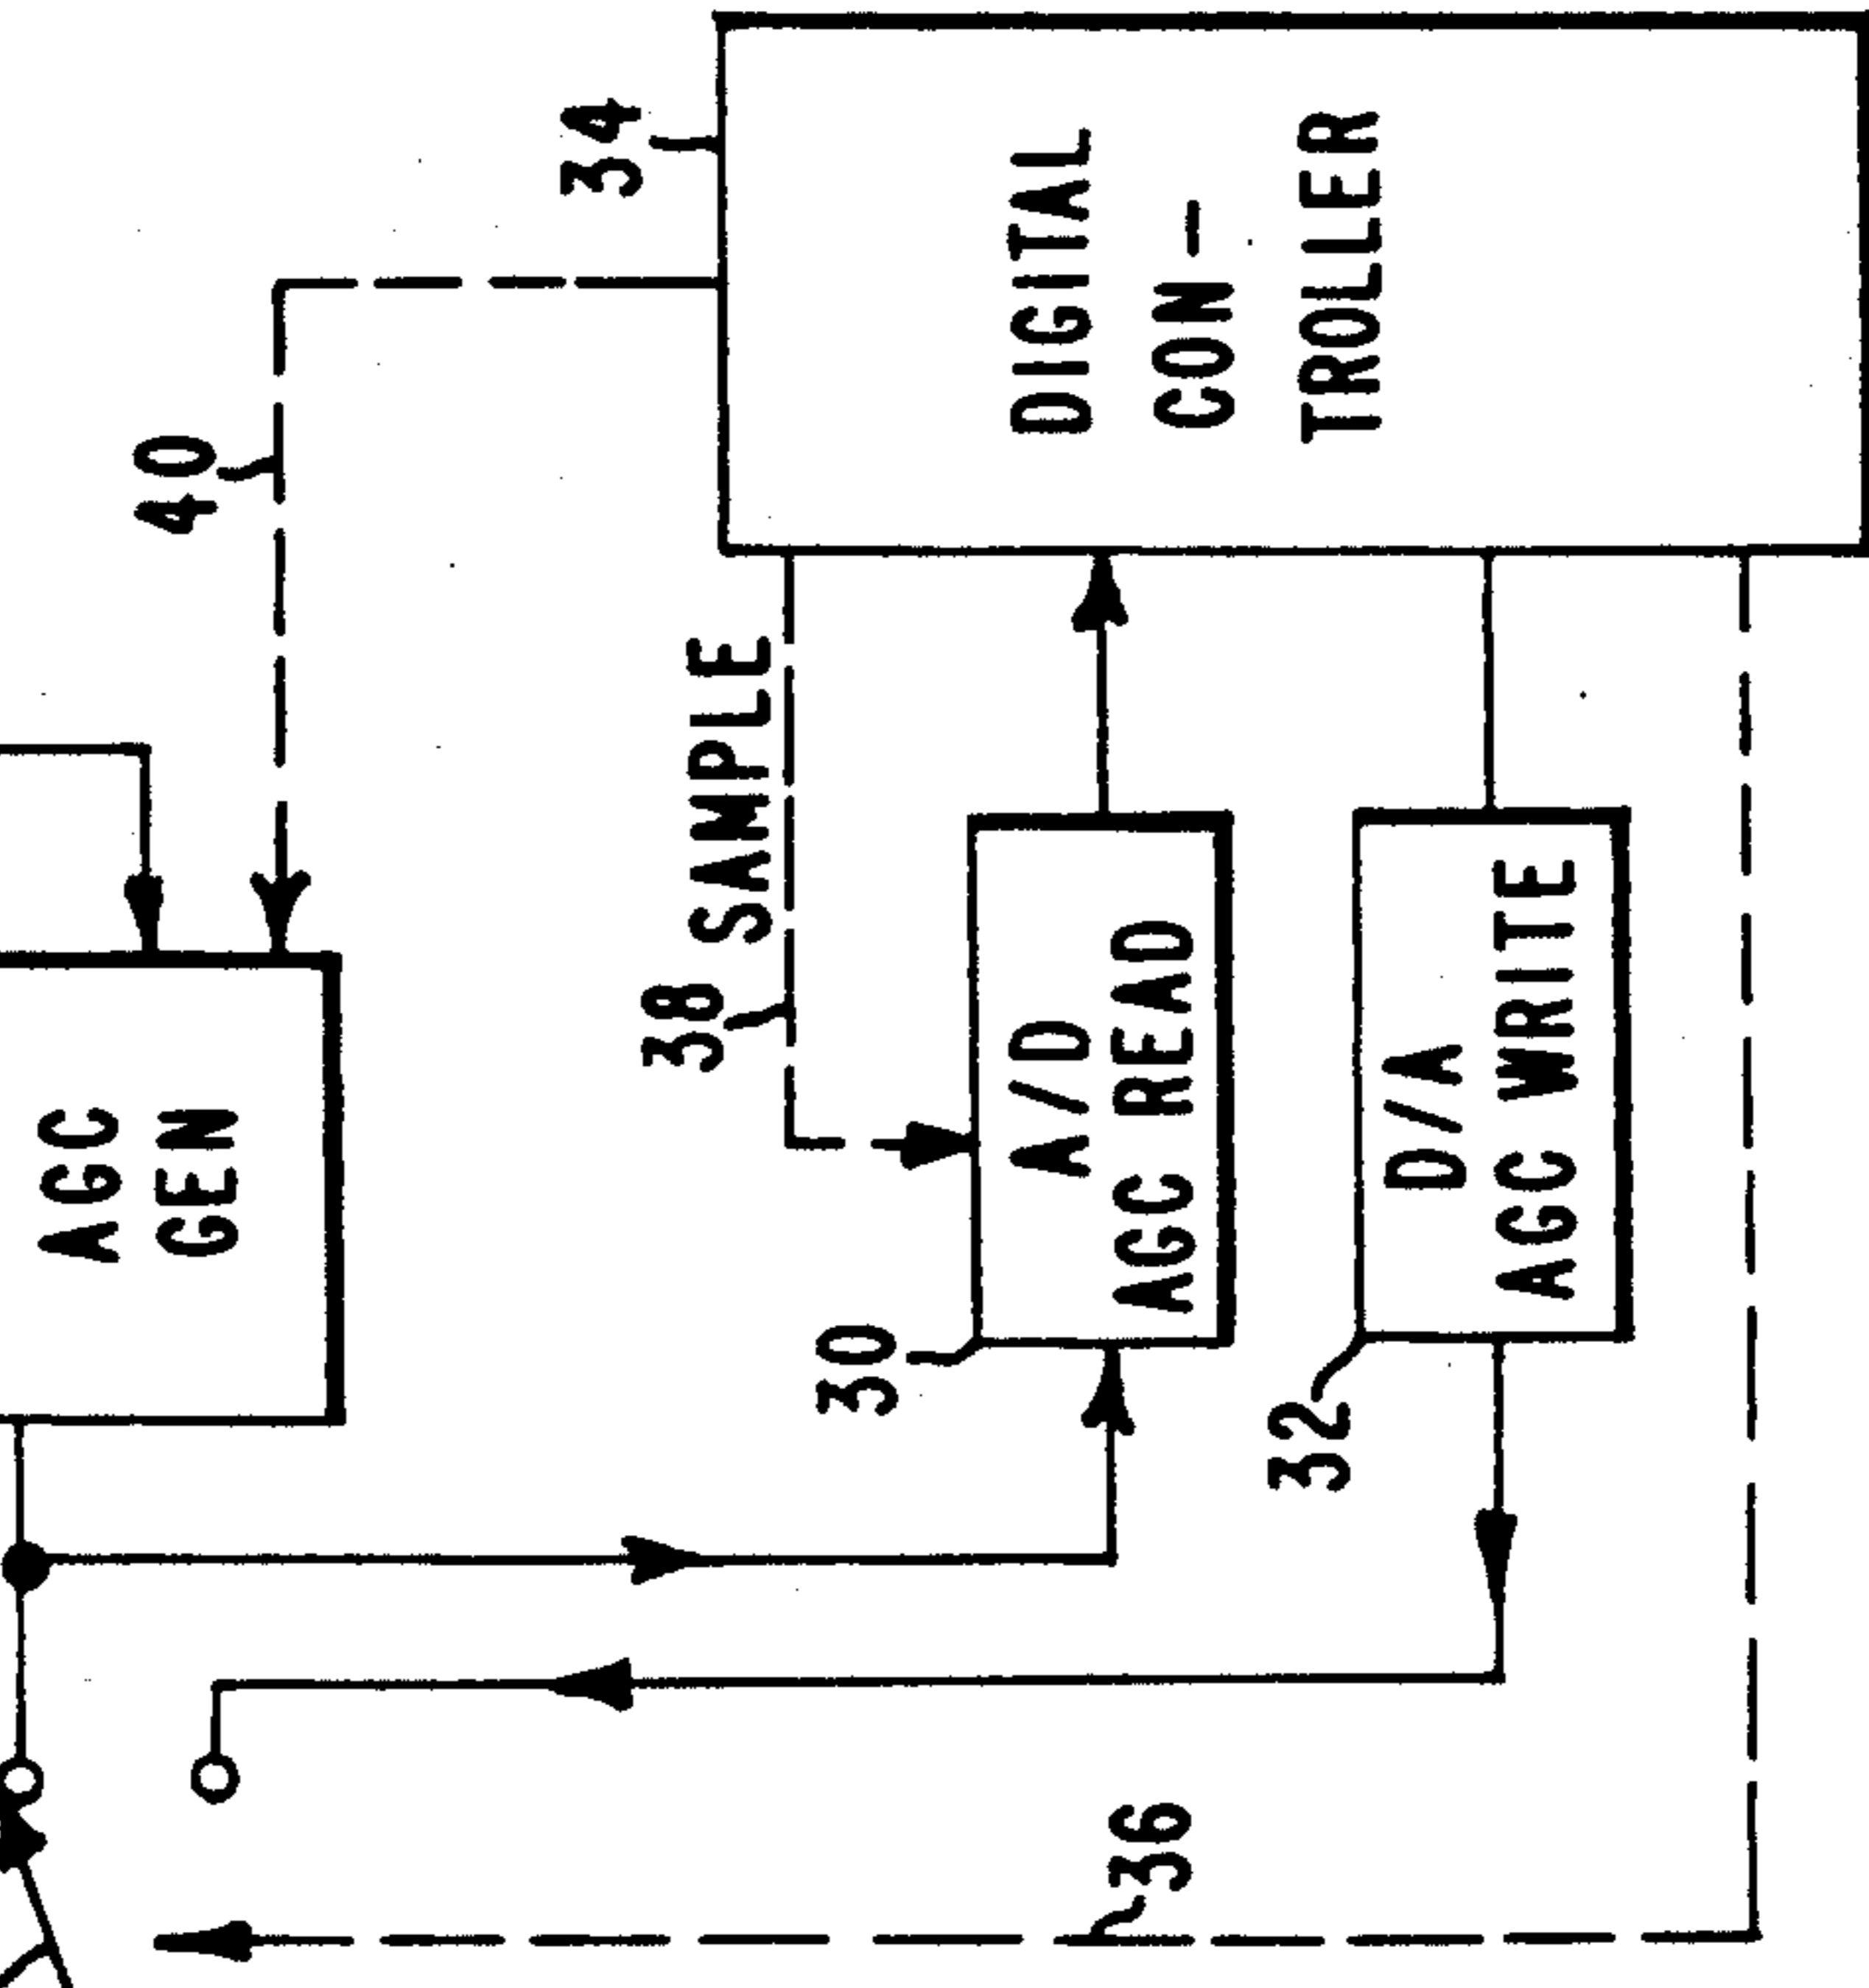 AGC
GEN
40
34
DIGITAL
CON-
TROLLER
38 SAMPLE
30
A/D
AGC READ
32
D/A
AGC WRITE
36